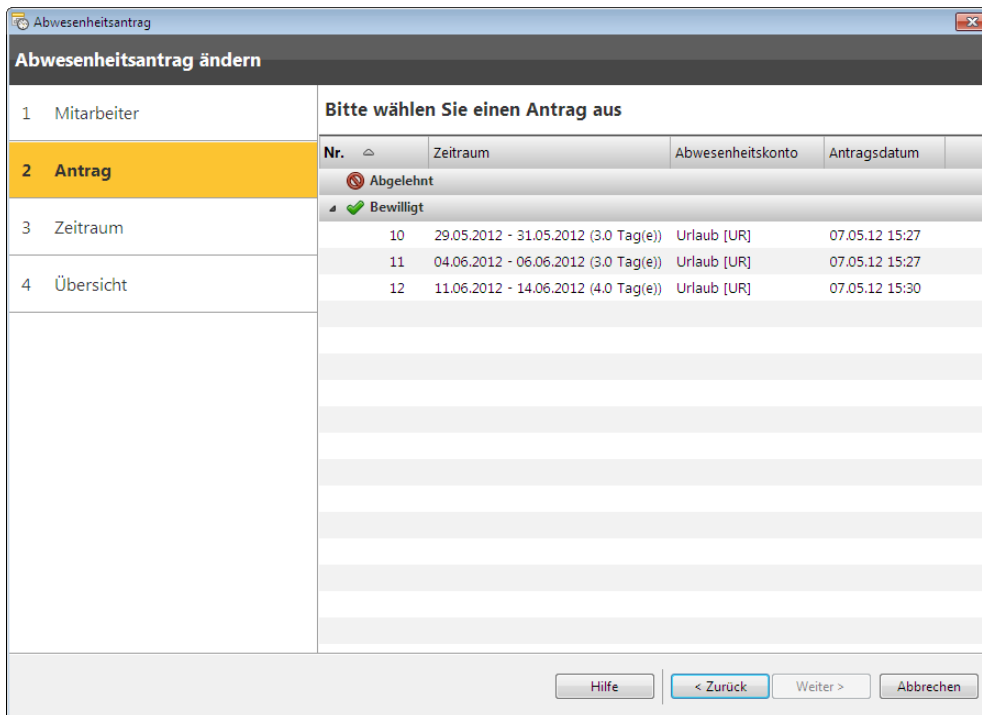 Abwesenheitsantrag
Abwesenheitsantrag ändern
1 Mitarbeiter
2 Antrag
3 Zeitraum
4 Übersicht
Bitte wählen Sie einen Antrag aus
Nr. Zeitraum Abwesenheitskonto Antragsdatum
Abgelehnt
Bewilligt
10 29.05.2012 - 31.05.2012 (3.0 Tag(e)) Urlaub [UR] 07.05.12 15:27
11 04.06.2012 - 06.06.2012 (3.0 Tag(e)) Urlaub [UR] 07.05.12 15:27
12 11.06.2012 - 14.06.2012 (4.0 Tag(e)) Urlaub [UR] 07.05.12 15:30
Hilfe < Zurück Weiter > Abbrechen